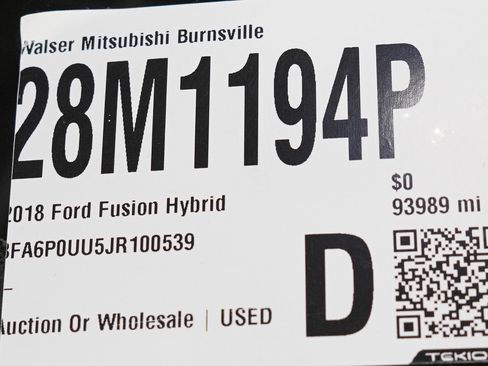 Walser Mitsubishi Burnsville
28M1194P
2018 Ford Fusion Hybrid
$0
93989 mi
3FA6P0UU5JR100539
–
Auction Or Wholesale | USED
D
TEKIO